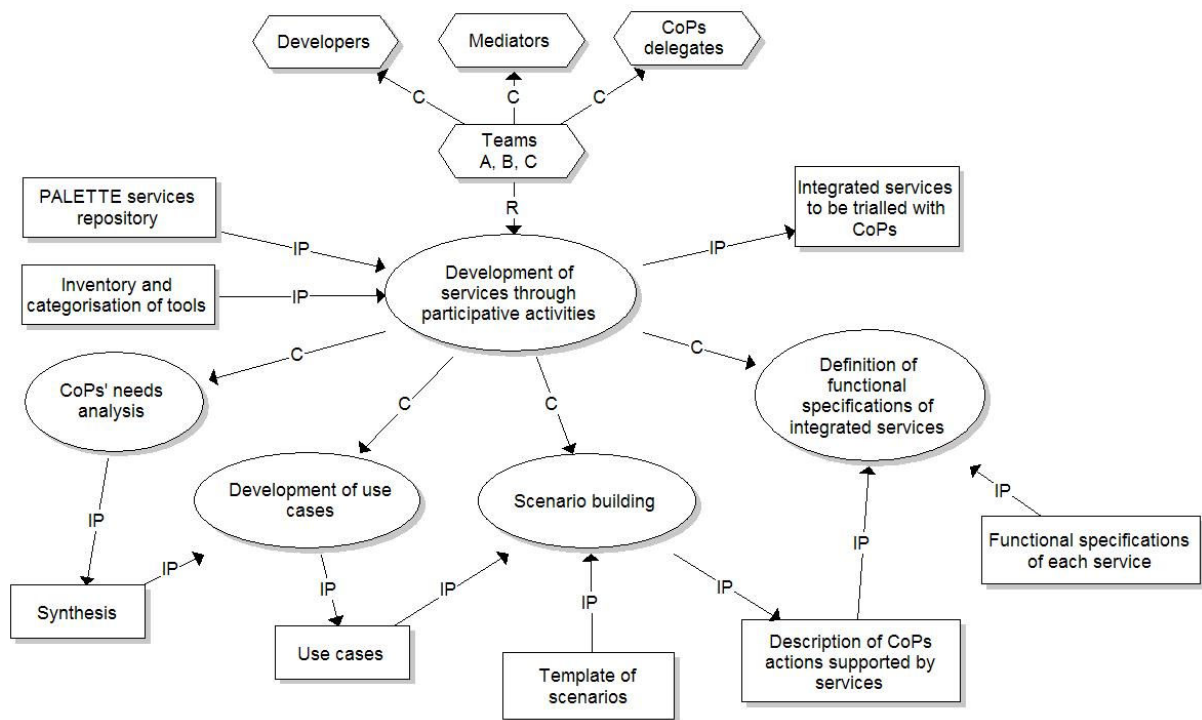 Developers
Mediators
CoPs
delegates
C
C
C
Teams
A, B, C
R
PALETTE services
repository
IP
Integrated services
to be trialled with
CoPs
IP
Inventory and
categorisation of tools
IP
Development of
services through
participative activities
C
C
C
C
CoPs' needs
analysis
Definition of
functional
specifications of
integrated services
Development of use
cases
Scenario building
IP
IP
IP
IP
IP
IP
IP
IP
Functional specifications
of each service
Synthesis
Use cases
Template of
scenarios
Description of CoPs
actions supported by
services